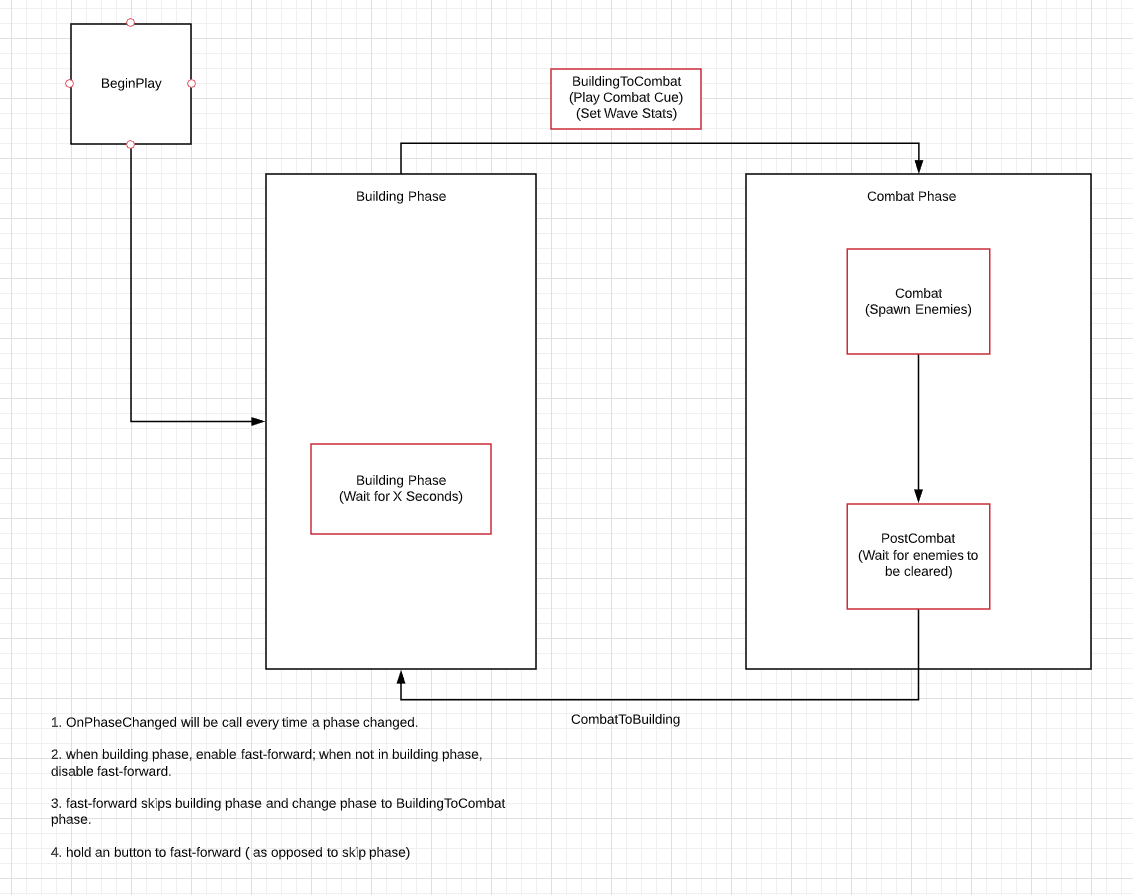 BeginPlay
BuildingToCombat
(Play Combat Cue)
(Set Wave Stats)
Building Phase
Combat Phase
Combat
(Spawn Enemies)
Building Phase
(Wait for X Seconds)
PostCombat
(Wait for enemies to
be cleared)
CombatToBuilding
1. OnPhaseChanged will be call every time a phase changed.
2. when building phase, enable fast-forward; when not in building phase,
disable fast-forward.
3. fast-forward skips building phase and change phase to BuildingToCombat
phase.
4. hold an button to fast-forward ( as opposed to skip phase)